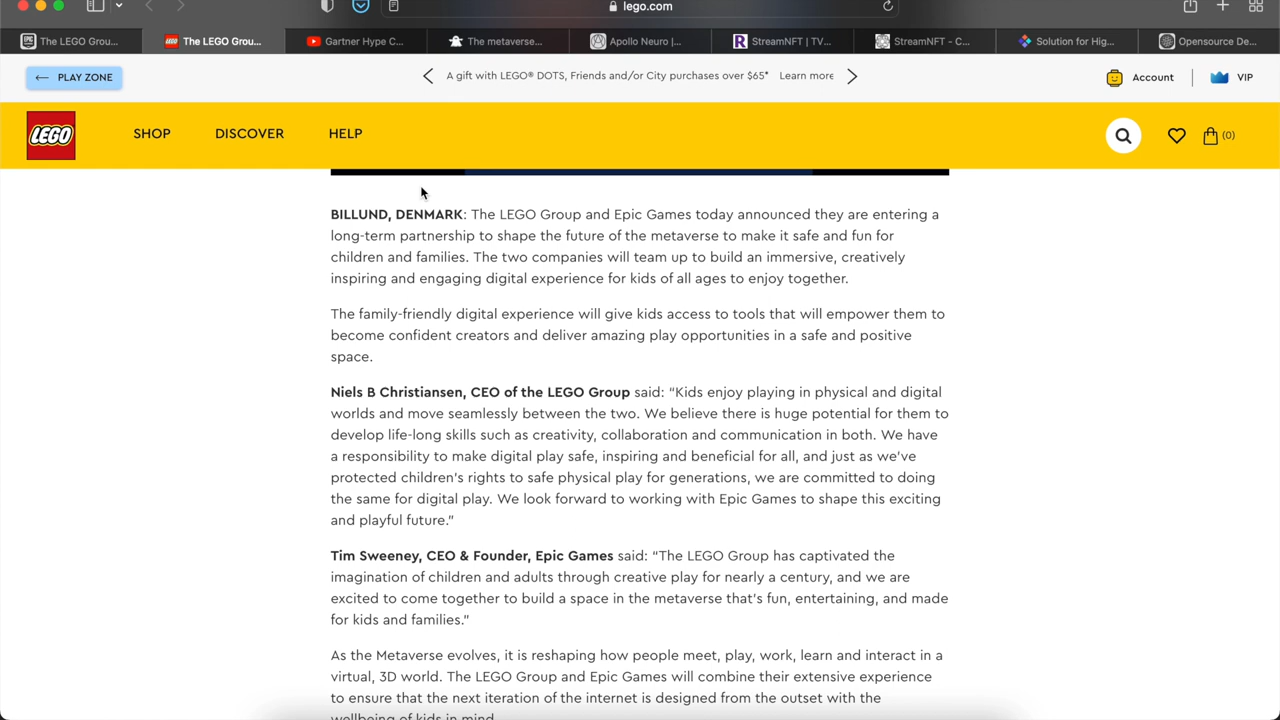 lego.com
The LEGO Grou...
The LEGO Grou...
Gartner Hype C...
The metaverse...
Apollo Neuro |...
StreamNFT | TV...
StreamNFT - C...
Solution for Hig...
Opensource De...
← PLAY ZONE
A gift with LEGO® DOTS, Friends and/or City purchases over $65* Learn more
Account
VIP
LEGO
SHOP
DISCOVER
HELP
(0)
BILLUND, DENMARK: The LEGO Group and Epic Games today announced they are entering a
long-term partnership to shape the future of the metaverse to make it safe and fun for
children and families. The two companies will team up to build an immersive, creatively
inspiring and engaging digital experience for kids of all ages to enjoy together.
The family-friendly digital experience will give kids access to tools that will empower them to
become confident creators and deliver amazing play opportunities in a safe and positive
space.
Niels B Christiansen, CEO of the LEGO Group said: “Kids enjoy playing in physical and digital
worlds and move seamlessly between the two. We believe there is huge potential for them to
develop life-long skills such as creativity, collaboration and communication in both. We have
a responsibility to make digital play safe, inspiring and beneficial for all, and just as we’ve
protected children’s rights to safe physical play for generations, we are committed to doing
the same for digital play. We look forward to working with Epic Games to shape this exciting
and playful future.”
Tim Sweeney, CEO & Founder, Epic Games said: “The LEGO Group has captivated the
imagination of children and adults through creative play for nearly a century, and we are
excited to come together to build a space in the metaverse that’s fun, entertaining, and made
for kids and families.”
As the Metaverse evolves, it is reshaping how people meet, play, work, learn and interact in a
virtual, 3D world. The LEGO Group and Epic Games will combine their extensive experience
to ensure that the next iteration of the internet is designed from the outset with the
wellbeing of kids in mind.